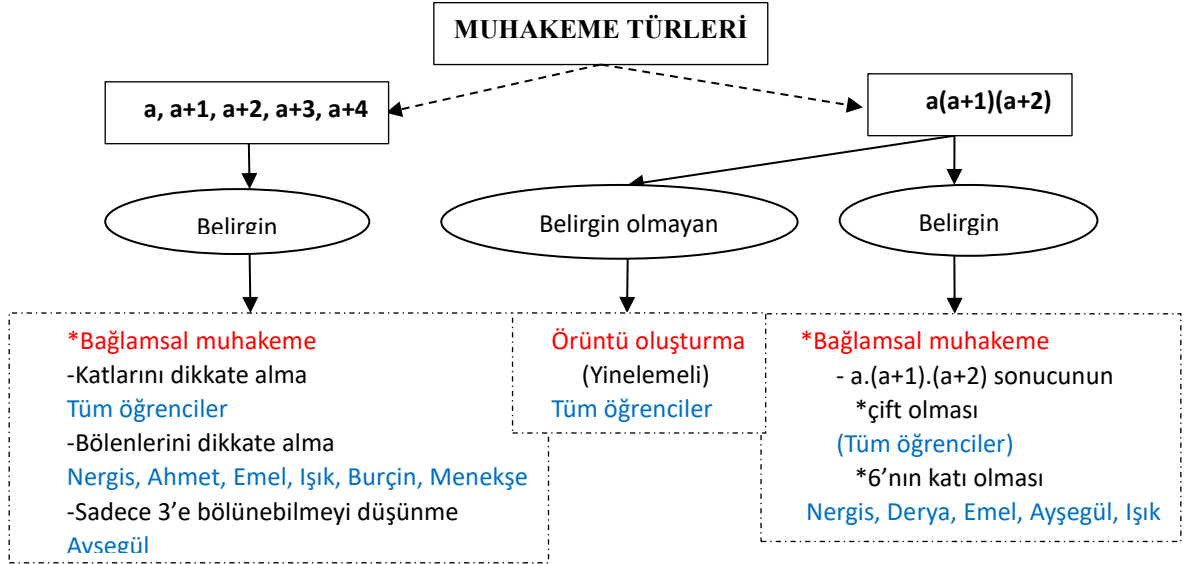 MUHAKEME TÜRLERİ
a, a+1, a+2, a+3, a+4
a(a+1)(a+2)
Belirgin
Belirgin olmayan
Belirgin
*Bağlamsal muhakeme
-Katlarını dikkate alma
Tüm öğrenciler
-Bölenlerini dikkate alma
Nergis, Ahmet, Emel, Işık, Burçin, Menekşe
-Sadece 3’e bölünebilmeyi düşünme
Ayşegül
Örüntü oluşturma
(Yinelemeli)
Tüm öğrenciler
*Bağlamsal muhakeme
- a.(a+1).(a+2) sonucunun
*çift olması
(Tüm öğrenciler)
*6’nın katı olması
Nergis, Derya, Emel, Ayşegül, Işık